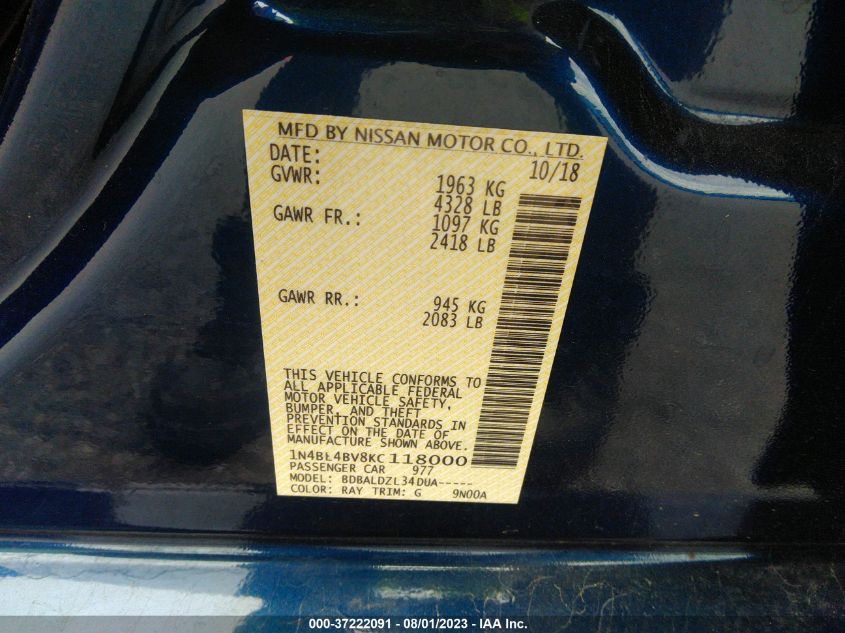 MFD BY NISSAN MOTOR CO., LTD.
DATE: 10/18
GVWR: 1963 KG
4328 LB
GAWR FR.: 1097 KG
2418 LB
GAWR RR.: 945 KG
2083 LB
THIS VEHICLE CONFORMS TO
ALL APPLICABLE FEDERAL
MOTOR VEHICLE SAFETY,
BUMPER, AND THEFT
PREVENTION STANDARDS IN
EFFECT ON THE DATE OF
MANUFACTURE SHOWN ABOVE.
1N4BL4BV8KC118000
PASSENGER CAR 977
MODEL: BDBALDZL34DUA-----
COLOR: RAY TRIM: G 9N00A
000-37222091 - 08/01/2023 - IAA Inc.